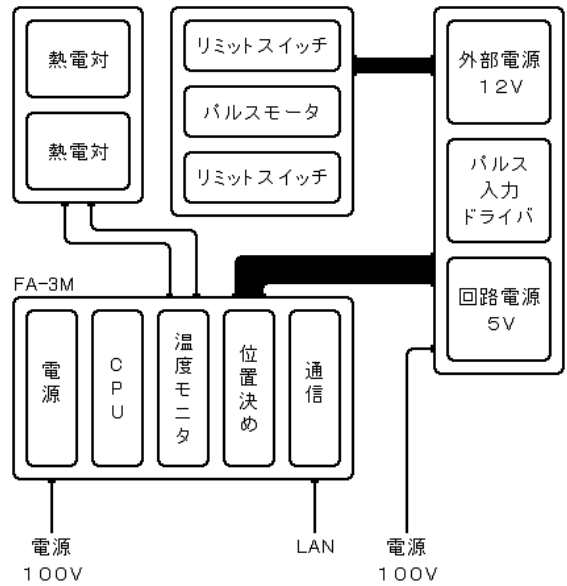 熱電対
熱電対
リミットスイッチ
パルスモータ
リミットスイッチ
外部電源
12V
パルス
入力
ドライバ
回路電源
5V
FA-3M
電源
CPU
温度モニタ
位置決め
通信
電源
100V
LAN
電源
100V